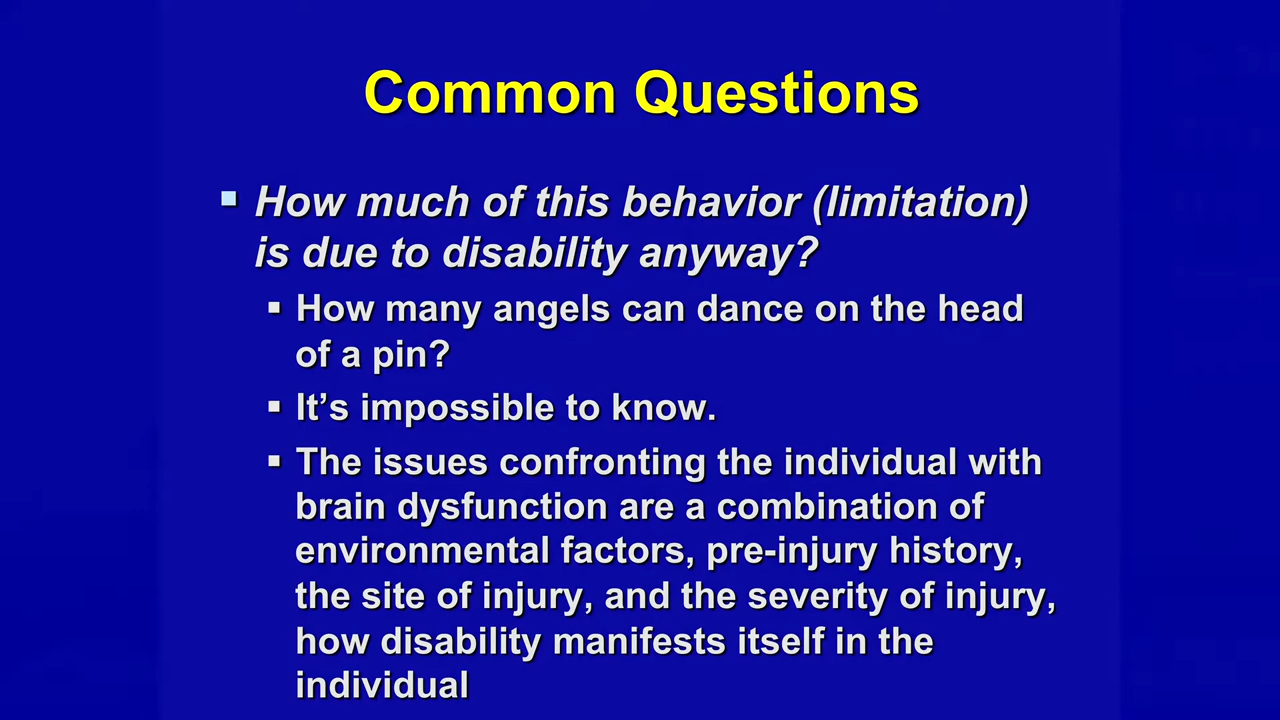 Common Questions
▪ How much of this behavior (limitation)
is due to disability anyway?
▪ How many angels can dance on the head
of a pin?
▪ It’s impossible to know.
▪ The issues confronting the individual with
brain dysfunction are a combination of
environmental factors, pre-injury history,
the site of injury, and the severity of injury,
how disability manifests itself in the
individual